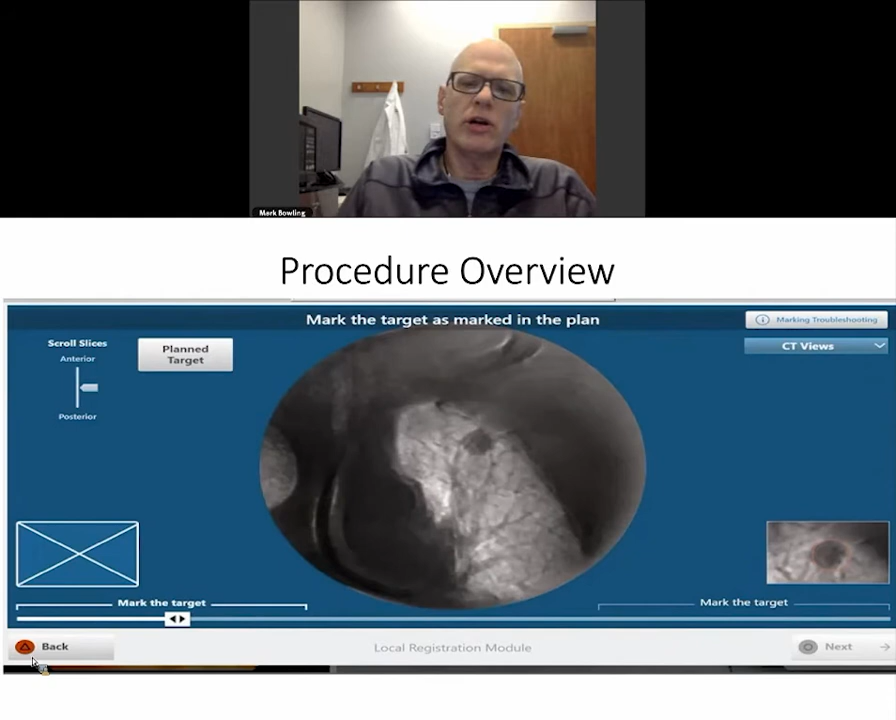 Mark Bowling
Procedure Overview
Mark the target as marked in the plan
Marking Troubleshooting
Scroll Slices
Anterior
Posterior
Planned
Target
CT Views
Mark the target
Mark the target
Back
Local Registration Module
Next